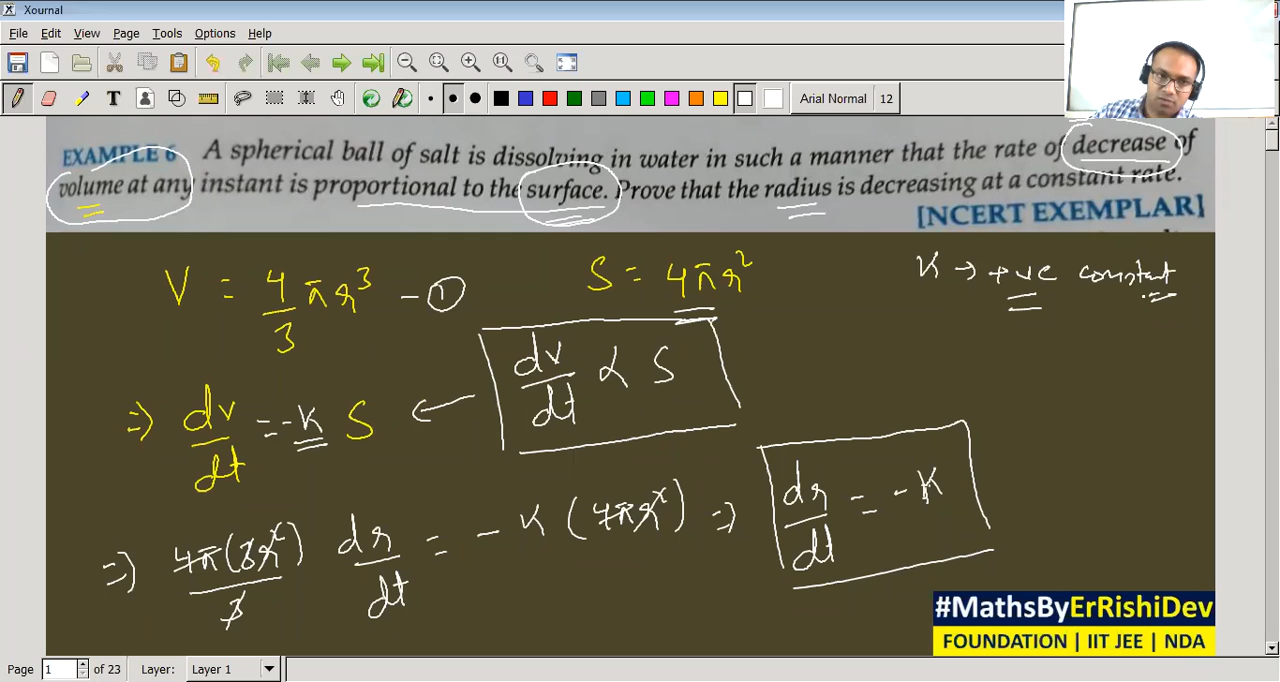 Xournal
File Edit View Page Tools Options Help
T Arial Normal 12
EXAMPLE 6 A spherical ball of salt is dissolving in water in such a manner that the rate of decrease of
volume at any instant is proportional to the surface. Prove that the radius is decreasing at a constant rate.
[NCERT EXEMPLAR]
V = 4/3 πr³ - ① S = 4πr² K → +ve constant
dv/dt ∝ S
⇒ dv/dt = -K S ←
⇒ 4π(3r²)/3 dr/dt = -K (4πr²) ⇒ dr/dt = -K
#MathsByErRishiDev
FOUNDATION | IIT JEE | NDA
Page 1 of 23 Layer: Layer 1